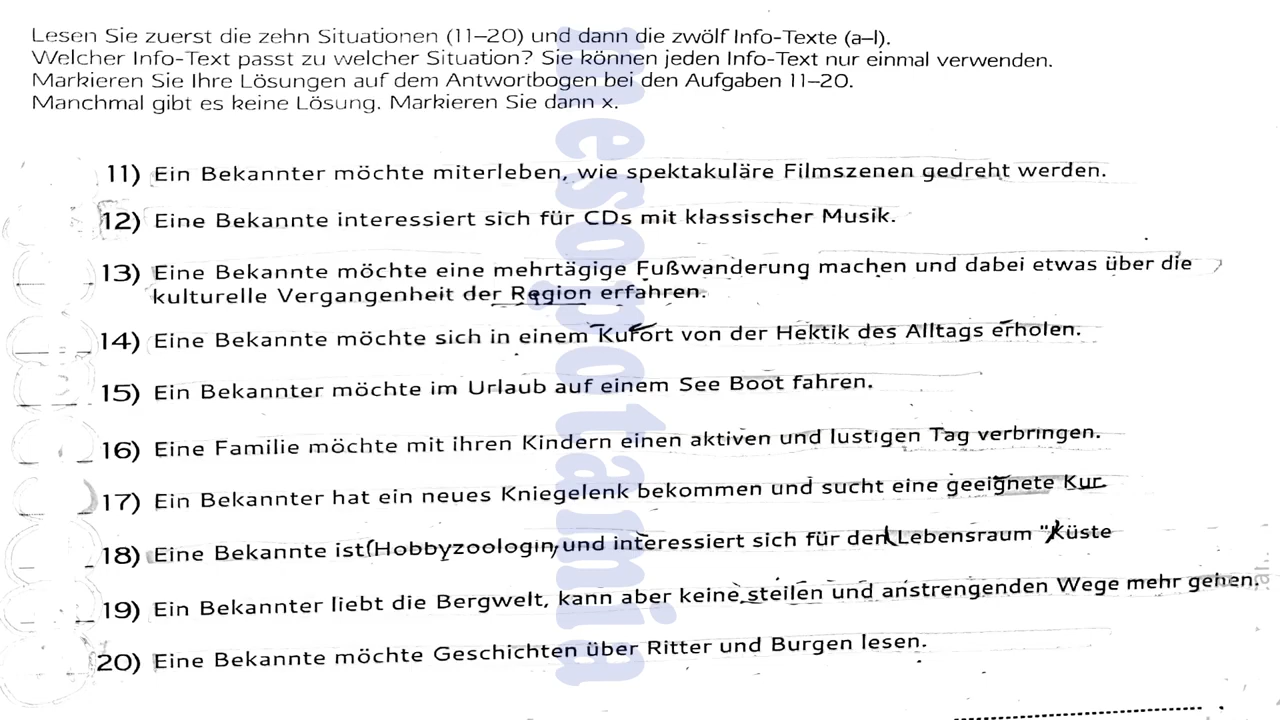 Lesen Sie zuerst die zehn Situationen (11–20) und dann die zwölf Info-Texte (a–l).
Welcher Info-Text passt zu welcher Situation? Sie können jeden Info-Text nur einmal verwenden.
Markieren Sie Ihre Lösungen auf dem Antwortbogen bei den Aufgaben 11–20.
Manchmal gibt es keine Lösung. Markieren Sie dann x.
11) Ein Bekannter möchte miterleben, wie spektakuläre Filmszenen gedreht werden.
12) Eine Bekannte interessiert sich für CDs mit klassischer Musik.
13) Eine Bekannte möchte eine mehrtägige Fußwanderung machen und dabei etwas über die
kulturelle Vergangenheit der Region erfahren.
14) Eine Bekannte möchte sich in einem Kurort von der Hektik des Alltags erholen.
15) Ein Bekannter möchte im Urlaub auf einem See Boot fahren.
16) Eine Familie möchte mit ihren Kindern einen aktiven und lustigen Tag verbringen.
17) Ein Bekannter hat ein neues Kniegelenk bekommen und sucht eine geeignete Kur.
18) Eine Bekannte ist Hobbyzoologin und interessiert sich für den Lebensraum "Küste
19) Ein Bekannter liebt die Bergwelt, kann aber keine steilen und anstrengenden Wege mehr gehen.
20) Eine Bekannte möchte Geschichten über Ritter und Burgen lesen.
mesopotamia